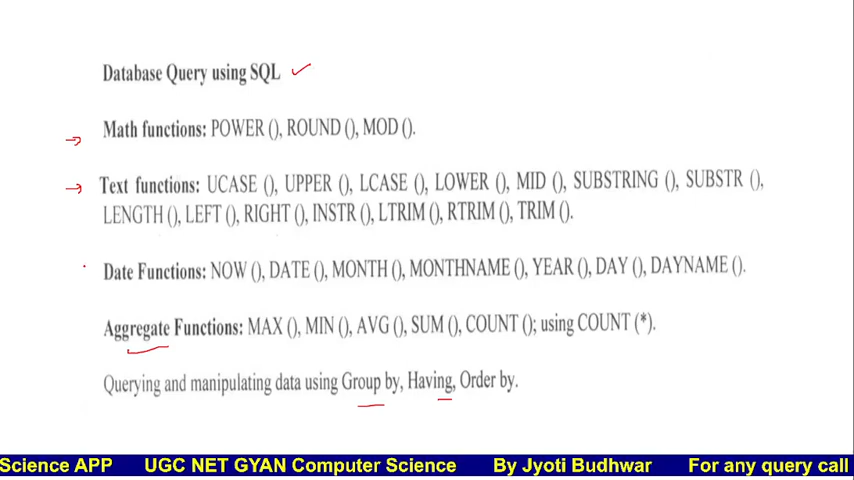 Database Query using SQL
Math functions: POWER (), ROUND (), MOD ().
Text functions: UCASE (), UPPER (), LCASE (), LOWER (), MID (), SUBSTRING (), SUBSTR (),
LENGTH (), LEFT (), RIGHT (), INSTR (), LTRIM (), RTRIM (), TRIM ().
Date Functions: NOW (), DATE (), MONTH (), MONTHNAME (), YEAR (), DAY (), DAYNAME ().
Aggregate Functions: MAX (), MIN (), AVG (), SUM (), COUNT (); using COUNT (*).
Querying and manipulating data using Group by, Having, Order by.
Science APP UGC NET GYAN Computer Science By Jyoti Budhwar For any query call